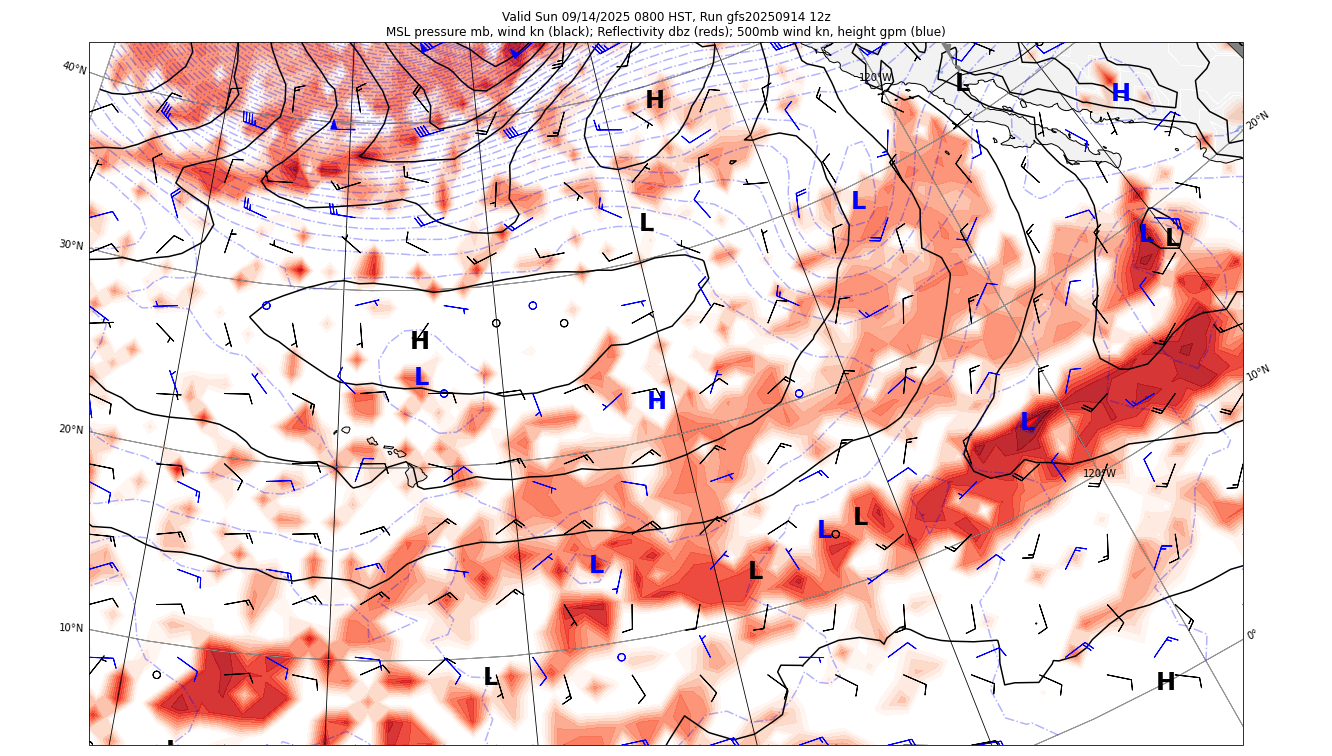 Valid Sun 09/14/2025 0800 HST, Run gfs20250914 12z
MSL pressure mb, wind kn (black); Reflectivity dbz (reds); 500mb wind kn, height gpm (blue)
40°N
120°W
L
H
H
20°N
L
L
L
L
30°N
H
L
H
10°N
L
20°N
120°W
L
L
L
L
10°N
0°
L
H